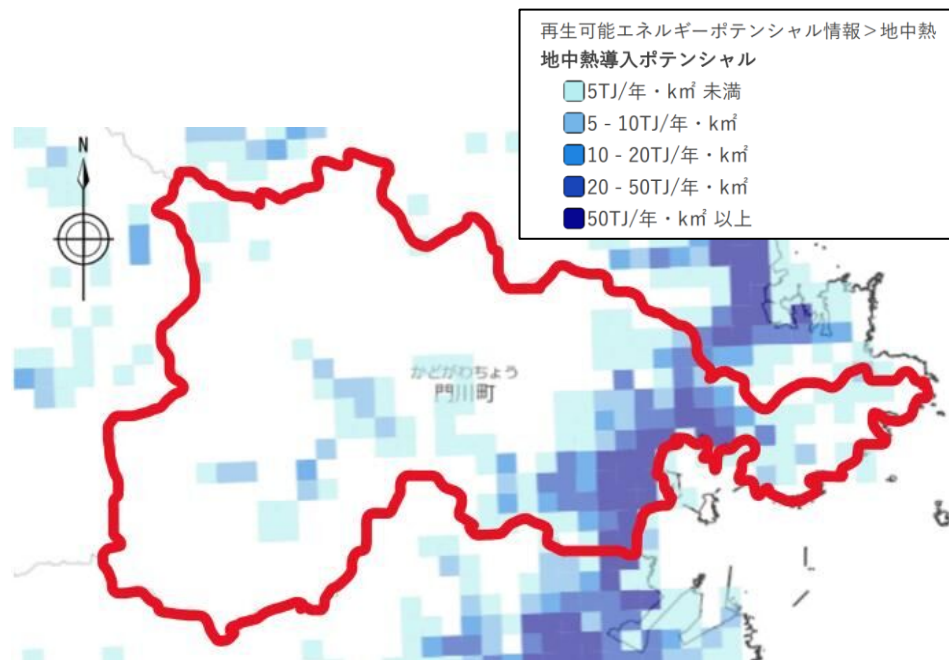 再生可能エネルギーポテンシャル情報>地中熱
地中熱導入ポテンシャル
5TJ/年・k㎡ 未満
5 - 10TJ/年・k㎡
10 - 20TJ/年・k㎡
20 - 50TJ/年・k㎡
50TJ/年・k㎡ 以上
N
かどがわちょう
門川町